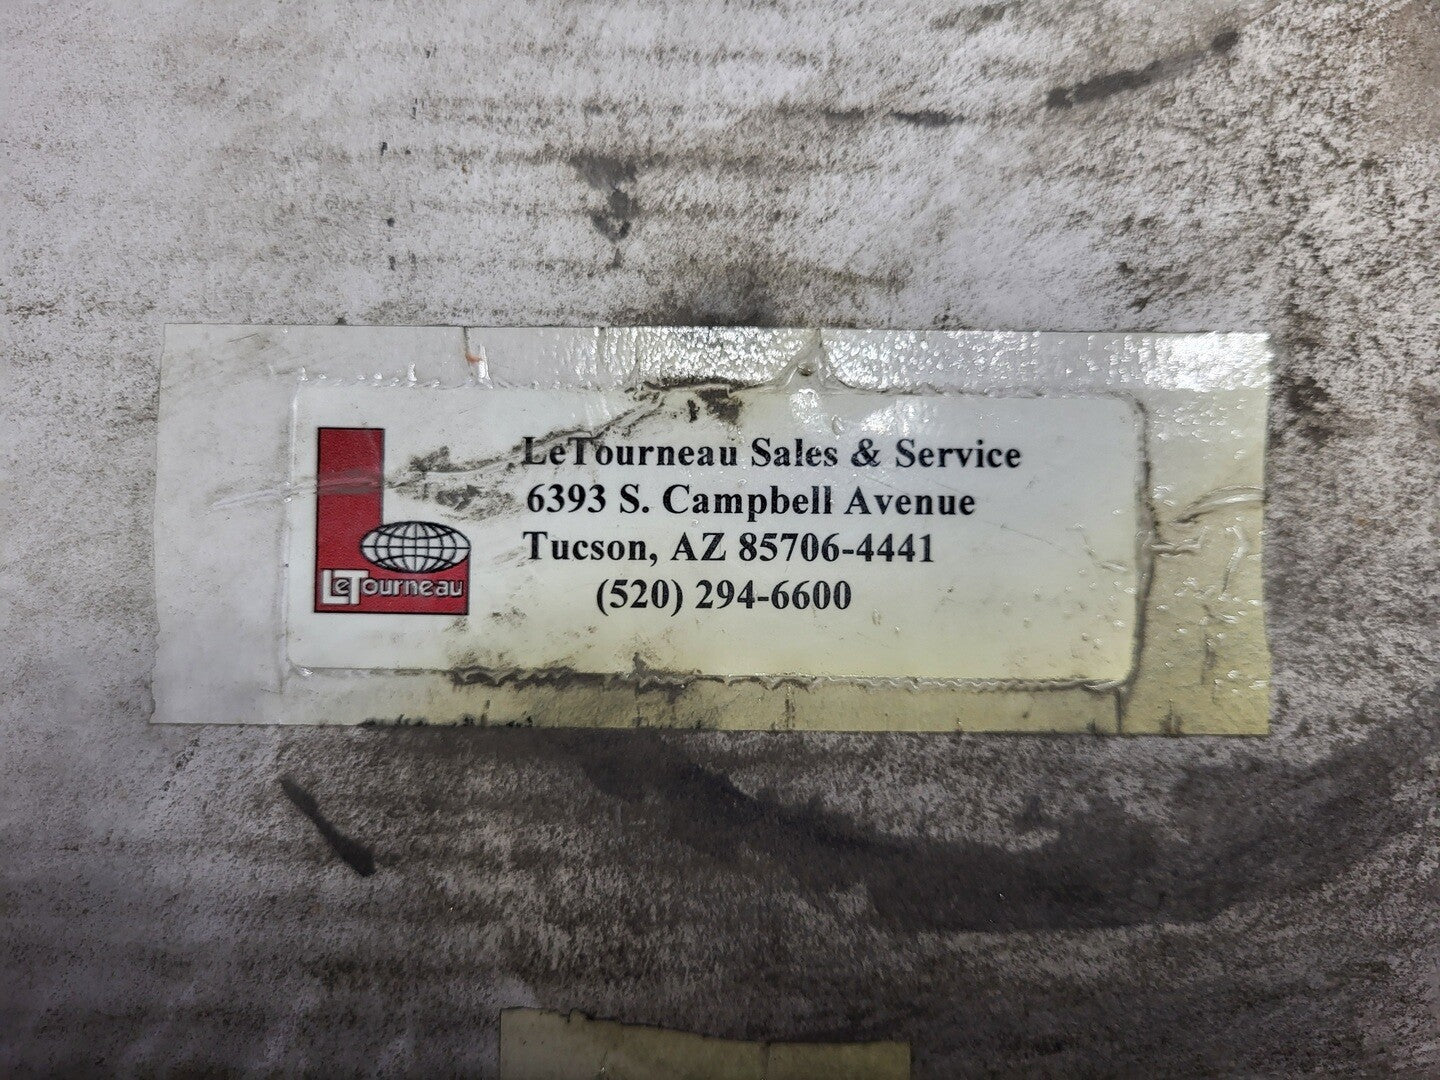 LeTourneau Sales & Service
6393 S. Campbell Avenue
Tucson, AZ 85706-4441
(520) 294-6600
LeTourneau